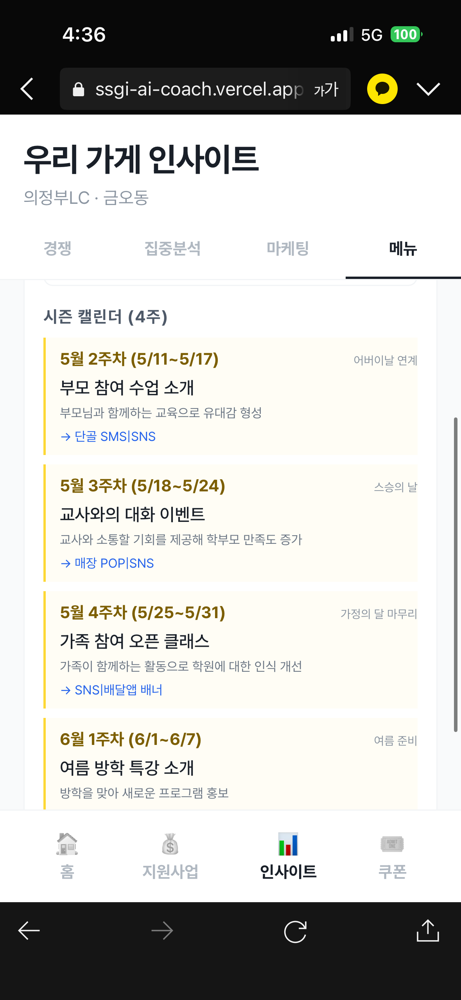 4:36
5G 100
ssgi-ai-coach.vercel.app 가가
우리 가게 인사이트
의정부LC · 금오동
경쟁 집중분석 마케팅 메뉴
시즌 캘린더 (4주)
5월 2주차 (5/11~5/17) 어버이날 연계
부모 참여 수업 소개
부모님과 함께하는 교육으로 유대감 형성
→ 단골 SMS|SNS
5월 3주차 (5/18~5/24) 스승의 날
교사와의 대화 이벤트
교사와 소통할 기회를 제공해 학부모 만족도 증가
→ 매장 POP|SNS
5월 4주차 (5/25~5/31) 가정의 달 마무리
가족 참여 오픈 클래스
가족이 함께하는 활동으로 학원에 대한 인식 개선
→ SNS|배달앱 배너
6월 1주차 (6/1~6/7) 여름 준비
여름 방학 특강 소개
방학을 맞아 새로운 프로그램 홍보
ADMIT ONE
홈 지원사업 인사이트 쿠폰